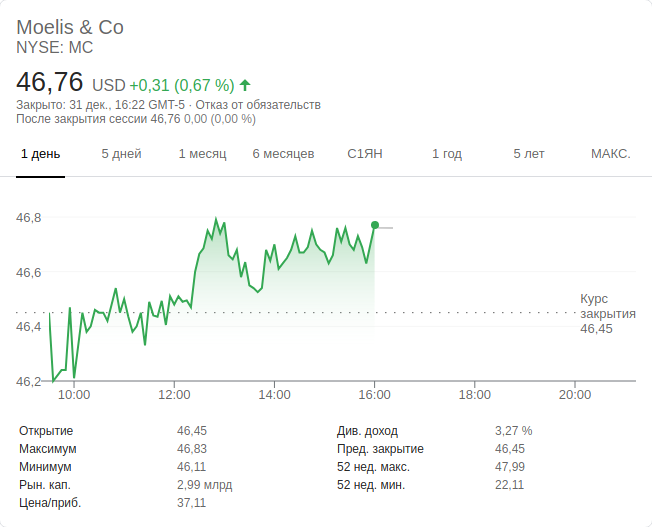 Moelis & Co
NYSE: MC
46,76 USD +0,31 (0,67 %)
Закрыто: 31 дек., 16:22 GMT-5 · Отказ от обязательств
После закрытия сессии 46,76 0,00 (0,00 %)
1 день 5 дней 1 месяц 6 месяцев С1ЯН 1 год 5 лет МАКС.
46,8
46,6
46,4
46,2
Курс
закрытия
46,45
10:00 12:00 14:00 16:00 18:00 20:00
Открытие 46,45 Див. доход 3,27 %
Максимум 46,83 Пред. закрытие 46,45
Минимум 46,11 52 нед. макс. 47,99
Рын. кап. 2,99 млрд 52 нед. мин. 22,11
Цена/приб. 37,11